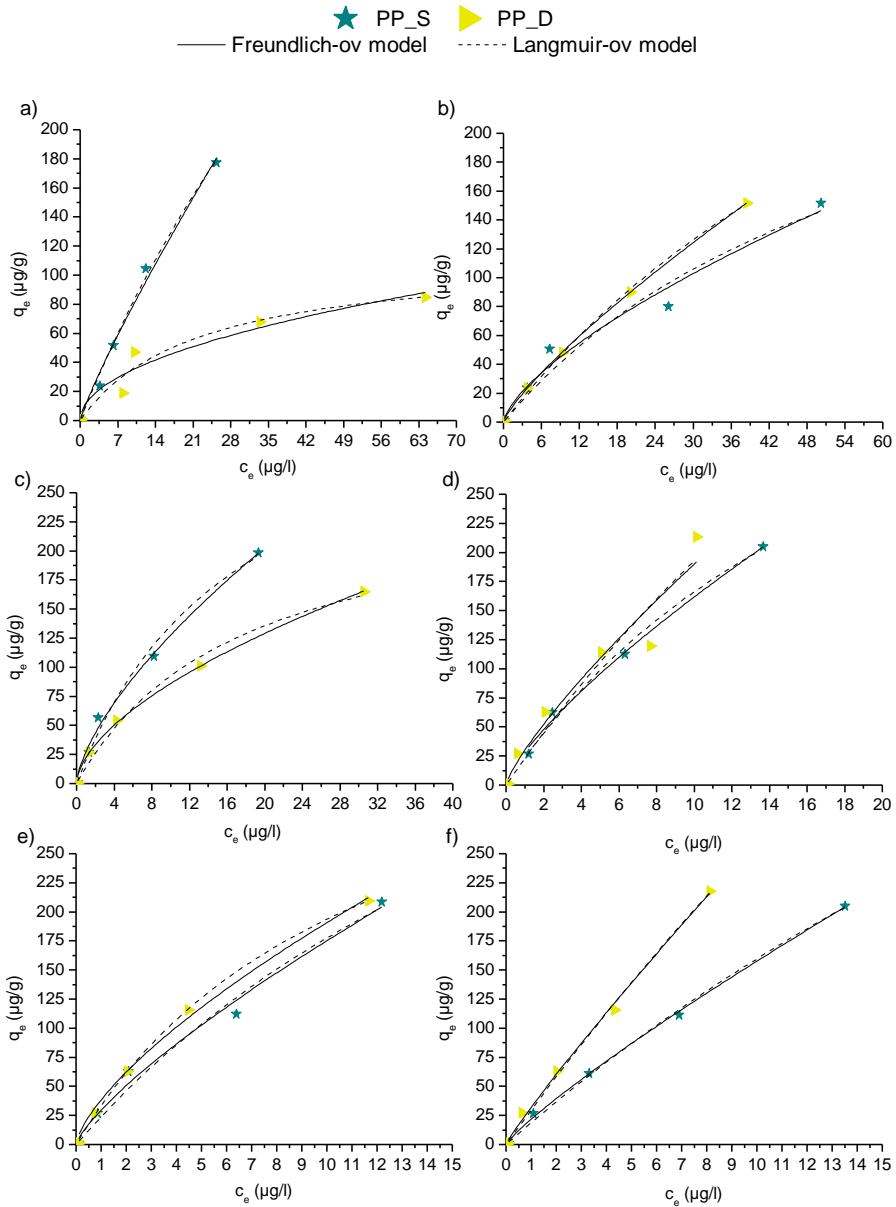 PP_S PP_D
Freundlich-ov model Langmuir-ov model
a)
200
180
160
140
120
100
80
60
40
20
0
qe (µg/g)
0 7 14 21 28 35 42 49 56 63 70
ce (µg/l)
b)
200
180
160
140
120
100
80
60
40
20
0
qe (µg/g)
0 6 12 18 24 30 36 42 48 54 60
ce (µg/l)
c)
250
225
200
175
150
125
100
75
50
25
0
qe (µg/g)
0 4 8 12 16 20 24 28 32 36 40
ce (µg/l)
d)
250
225
200
175
150
125
100
75
50
25
0
qe (µg/g)
0 2 4 6 8 10 12 14 16 18 20
ce (µg/l)
e)
250
225
200
175
150
125
100
75
50
25
0
qe (µg/g)
0 1 2 3 4 5 6 7 8 9 10 11 12 13 14 15
ce (µg/l)
f)
250
225
200
175
150
125
100
75
50
25
0
qe (µg/g)
0 1 2 3 4 5 6 7 8 9 10 11 12 13 14 15
ce (µg/l)